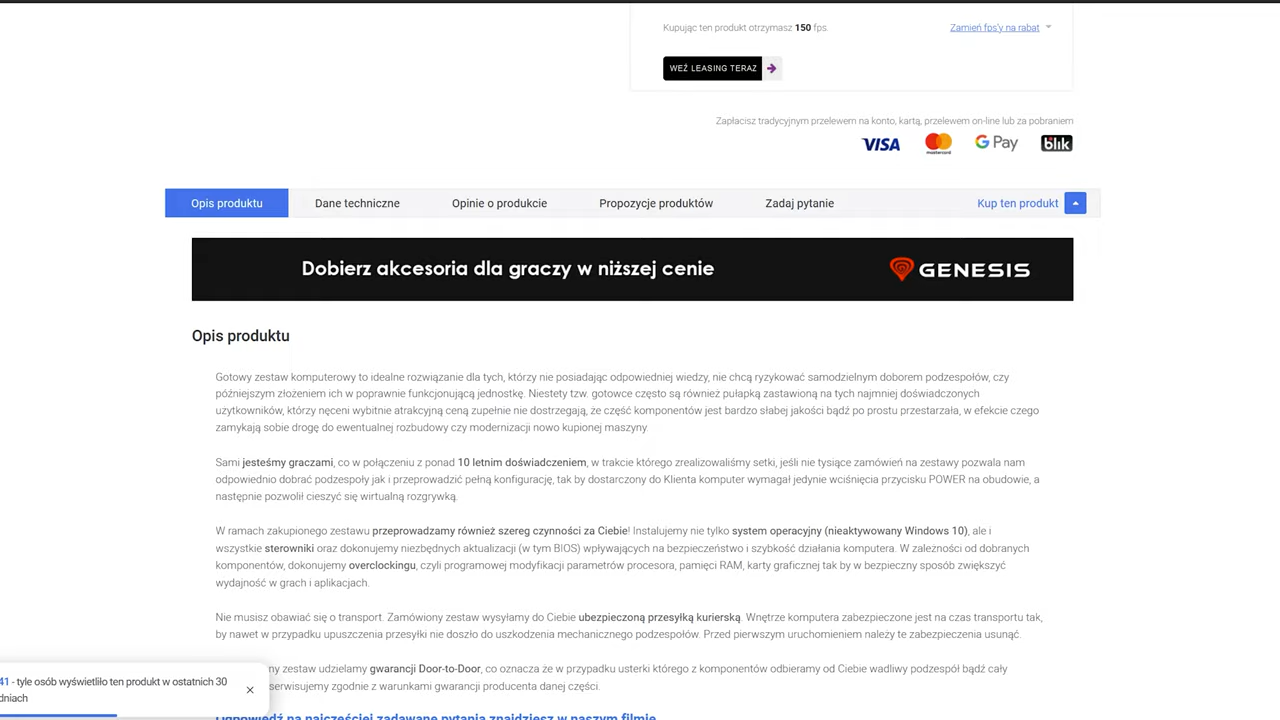 Kupując ten produkt otrzymasz 150 fps.
Zamień fps'y na rabat
WEŹ LEASING TERAZ
Zapłacisz tradycyjnym przelewem na konto, kartą, przelewem on-line lub za pobraniem
VISA mastercard G Pay blik
Opis produktu Dane techniczne Opinie o produkcie Propozycje produktów Zadaj pytanie Kup ten produkt
Dobierz akcesoria dla graczy w niższej cenie GENESIS
Opis produktu
Gotowy zestaw komputerowy to idealne rozwiązanie dla tych, którzy nie posiadając odpowiedniej wiedzy, nie chcą ryzykować samodzielnym doborem podzespołów, czy
późniejszym złożeniem ich w poprawnie funkcjonującą jednostkę. Niestety tzw. gotowce często są również pułapką zastawioną na tych najmniej doświadczonych
użytkowników, którzy nęceni wybitnie atrakcyjną ceną zupełnie nie dostrzegają, że część komponentów jest bardzo słabej jakości bądź po prostu przestarzała, w efekcie czego
zamykają sobie drogę do ewentualnej rozbudowy czy modernizacji nowo kupionej maszyny.
Sami jesteśmy graczami, co w połączeniu z ponad 10 letnim doświadczeniem, w trakcie którego zrealizowaliśmy setki, jeśli nie tysiące zamówień na zestawy pozwala nam
odpowiednio dobrać podzespoły jak i przeprowadzić pełną konfigurację, tak by dostarczony do Klienta komputer wymagał jedynie wciśnięcia przycisku POWER na obudowie, a
następnie pozwolił cieszyć się wirtualną rozgrywką.
W ramach zakupionego zestawu przeprowadzamy również szereg czynności za Ciebie! Instalujemy nie tylko system operacyjny (nieaktywowany Windows 10), ale i
wszystkie sterowniki oraz dokonujemy niezbędnych aktualizacji (w tym BIOS) wpływających na bezpieczeństwo i szybkość działania komputera. W zależności od dobranych
komponentów, dokonujemy overclockingu, czyli programowej modyfikacji parametrów procesora, pamięci RAM, karty graficznej tak by w bezpieczny sposób zwiększyć
wydajność w grach i aplikacjach.
Nie musisz obawiać się o transport. Zamówiony zestaw wysyłamy do Ciebie ubezpieczoną przesyłką kurierską. Wnętrze komputera zabezpieczone jest na czas transportu tak,
by nawet w przypadku upuszczenia przesyłki nie doszło do uszkodzenia mechanicznego podzespołów. Przed pierwszym uruchomieniem należy te zabezpieczenia usunąć.
my zestaw udzielamy gwarancji Door-to-Door, co oznacza że w przypadku usterki którego z komponentów odbieramy od Ciebie wadliwy podzespół bądź cały
serwisujemy zgodnie z warunkami gwarancji producenta danej części.
41 - tyle osób wyświetliło ten produkt w ostatnich 30
dniach
Odpowiedź na najczęściej zadawane pytania znajdziesz w naszym filmie